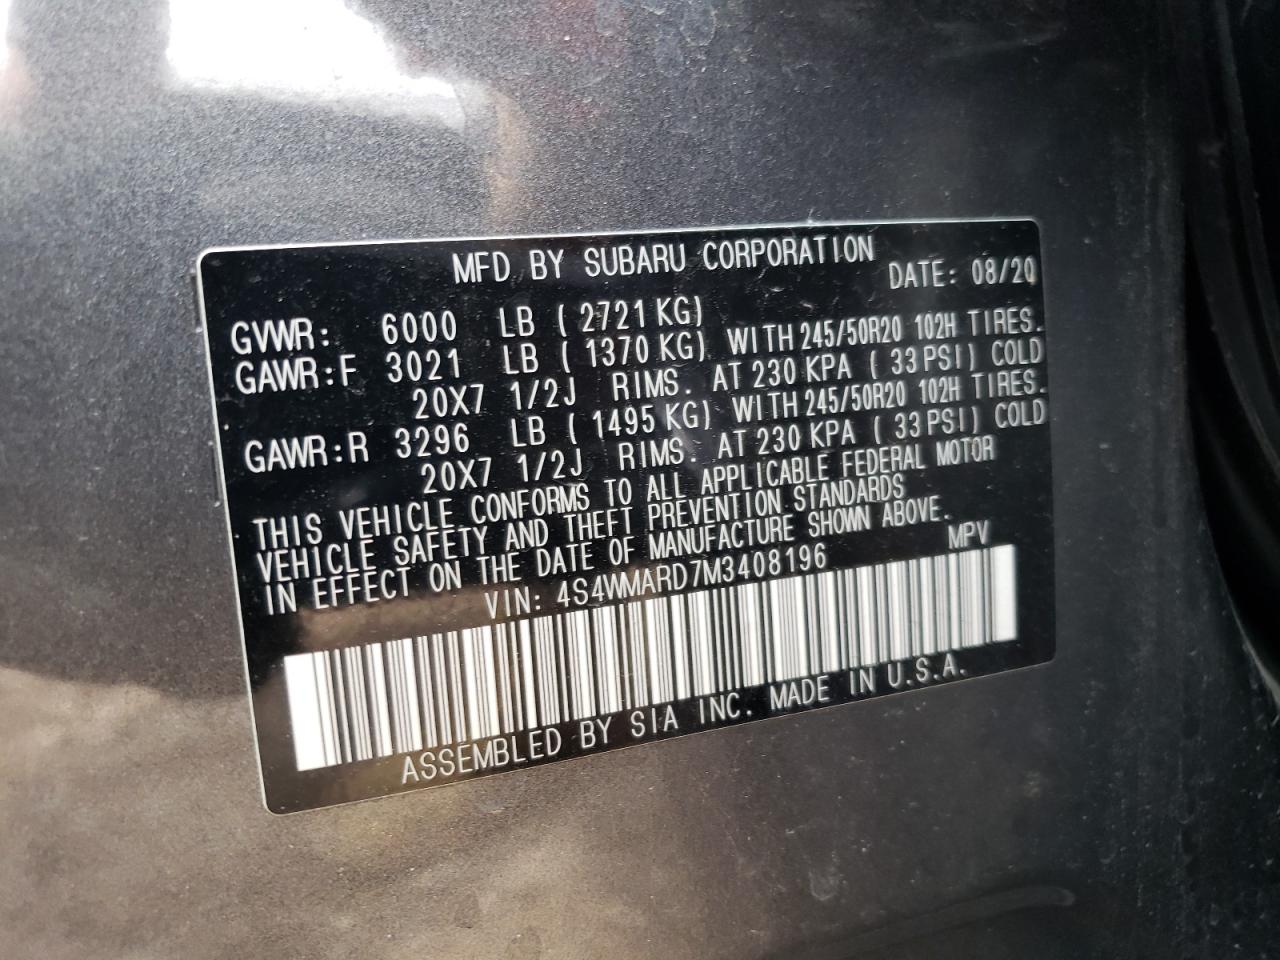 MFD BY SUBARU CORPORATION DATE: 08/20
GVWR: 6000 LB ( 2721 KG)
GAWR:F 3021 LB ( 1370 KG) WITH 245/50R20 102H TIRES.
20X7 1/2J RIMS. AT 230 KPA ( 33 PSI) COLD
GAWR:R 3296 LB ( 1495 KG) WITH 245/50R20 102H TIRES.
20X7 1/2J RIMS. AT 230 KPA ( 33 PSI) COLD
THIS VEHICLE CONFORMS TO ALL APPLICABLE FEDERAL MOTOR
VEHICLE SAFETY AND THEFT PREVENTION STANDARDS
IN EFFECT ON THE DATE OF MANUFACTURE SHOWN ABOVE.
VIN: 4S4WMARD7M3408196 MPV
ASSEMBLED BY SIA INC. MADE IN U.S.A.